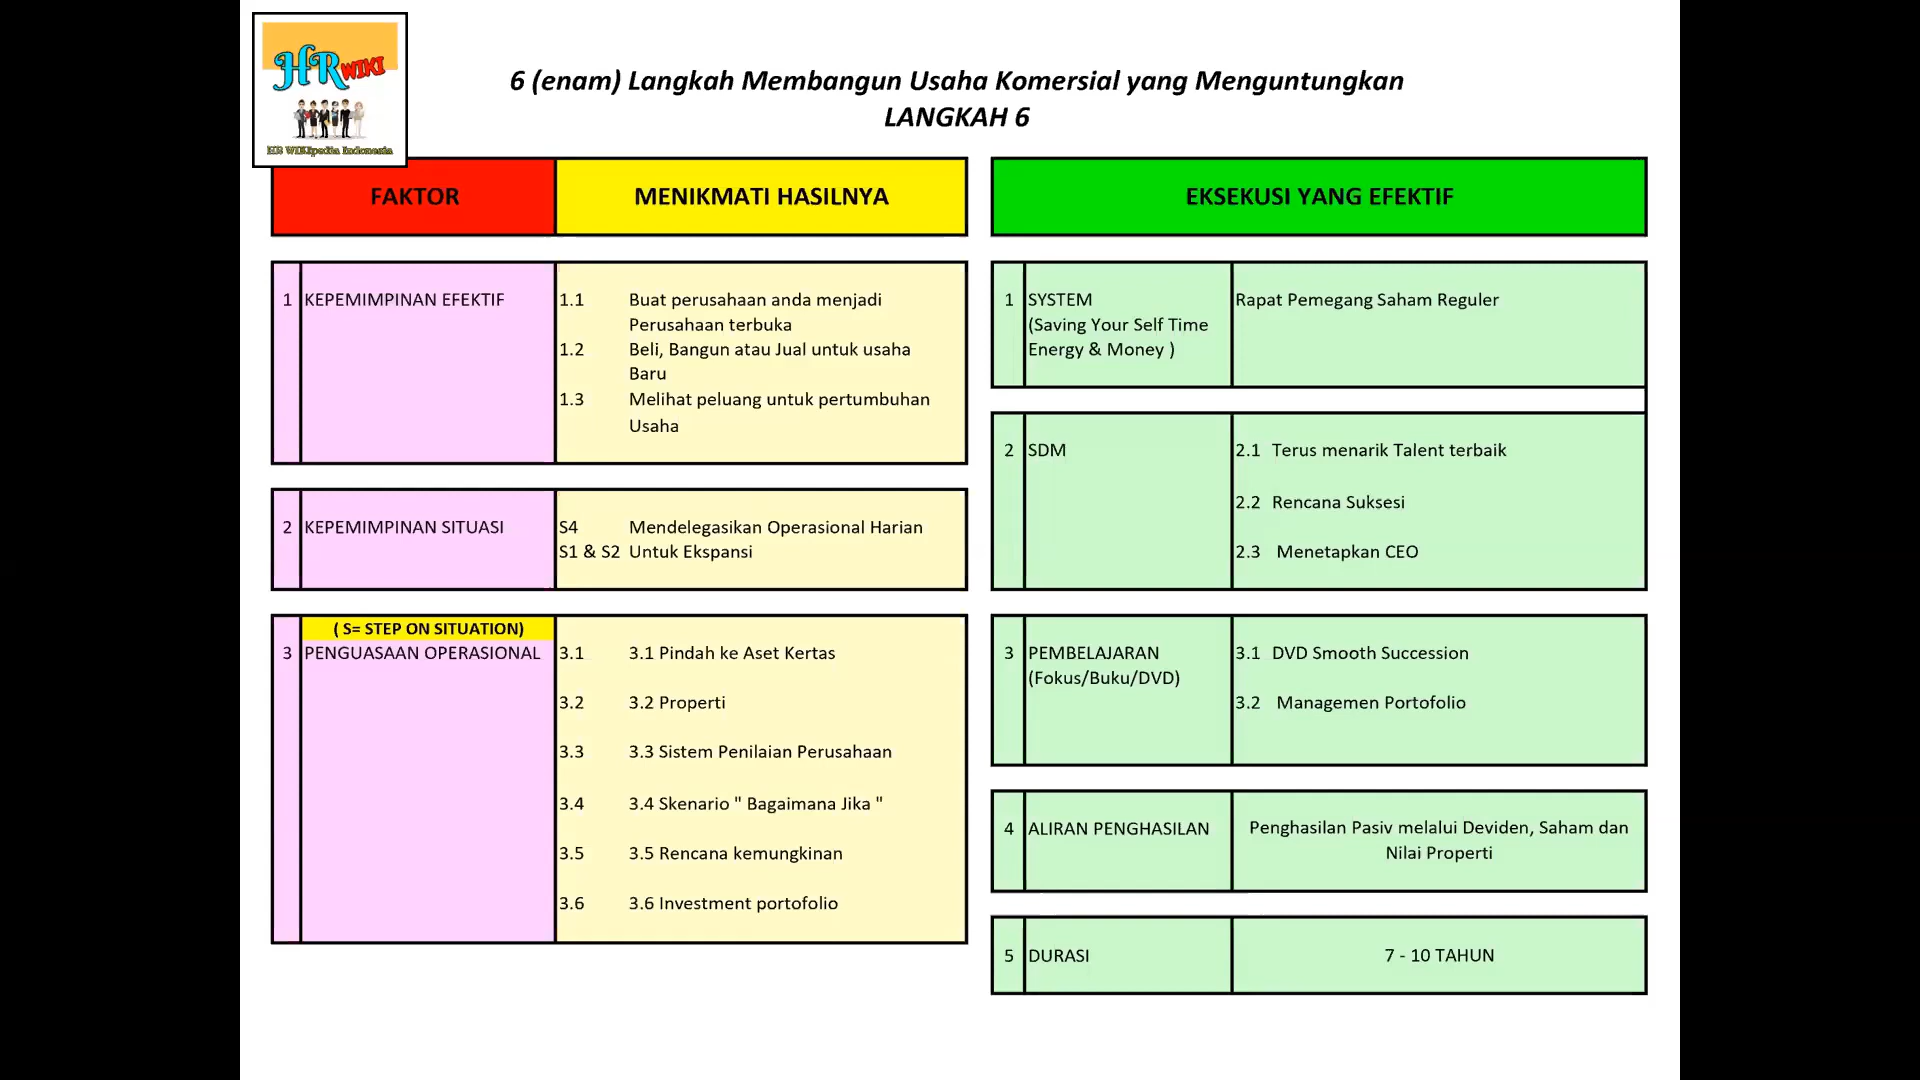 HR WIKI
HR WIKIpedia Indonesia
6 (enam) Langkah Membangun Usaha Komersial yang Menguntungkan
LANGKAH 6
FAKTOR
MENIKMATI HASILNYA
1 KEPEMIMPINAN EFEKTIF
1.1 Buat perusahaan anda menjadi
Perusahaan terbuka
1.2 Beli, Bangun atau Jual untuk usaha
Baru
1.3 Melihat peluang untuk pertumbuhan
Usaha
2 KEPEMIMPINAN SITUASI
S4 Mendelegasikan Operasional Harian
S1 & S2 Untuk Ekspansi
( S= STEP ON SITUATION)
3 PENGUASAAN OPERASIONAL
3.1 3.1 Pindah ke Aset Kertas
3.2 3.2 Properti
3.3 3.3 Sistem Penilaian Perusahaan
3.4 3.4 Skenario " Bagaimana Jika "
3.5 3.5 Rencana kemungkinan
3.6 3.6 Investment portofolio
EKSEKUSI YANG EFEKTIF
1 SYSTEM
(Saving Your Self Time
Energy & Money )
Rapat Pemegang Saham Reguler
2 SDM
2.1 Terus menarik Talent terbaik
2.2 Rencana Suksesi
2.3 Menetapkan CEO
3 PEMBELAJARAN
(Fokus/Buku/DVD)
3.1 DVD Smooth Succession
3.2 Managemen Portofolio
4 ALIRAN PENGHASILAN
Penghasilan Pasiv melalui Deviden, Saham dan
Nilai Properti
5 DURASI
7 - 10 TAHUN